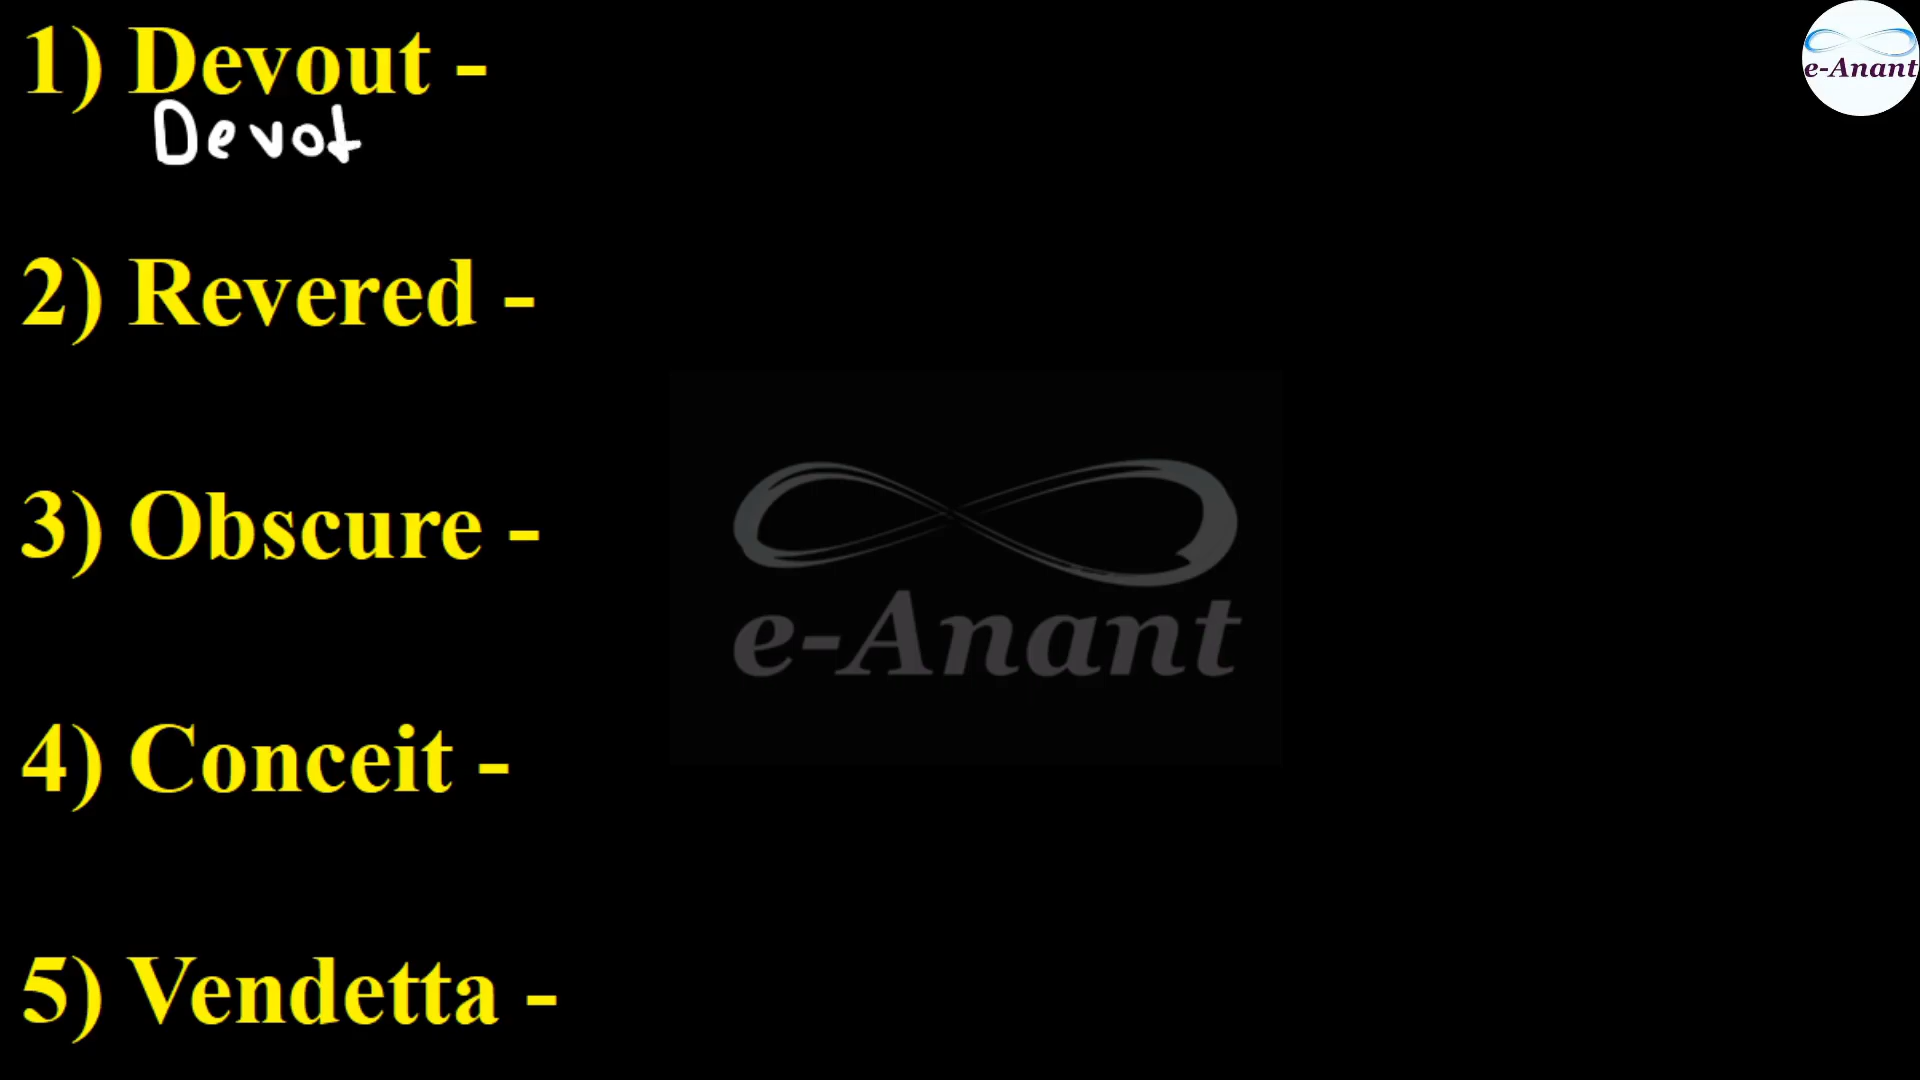 1) Devout -
Devot
2) Revered -
3) Obscure -
4) Conceit -
5) Vendetta -
e-Anant
e-Anant